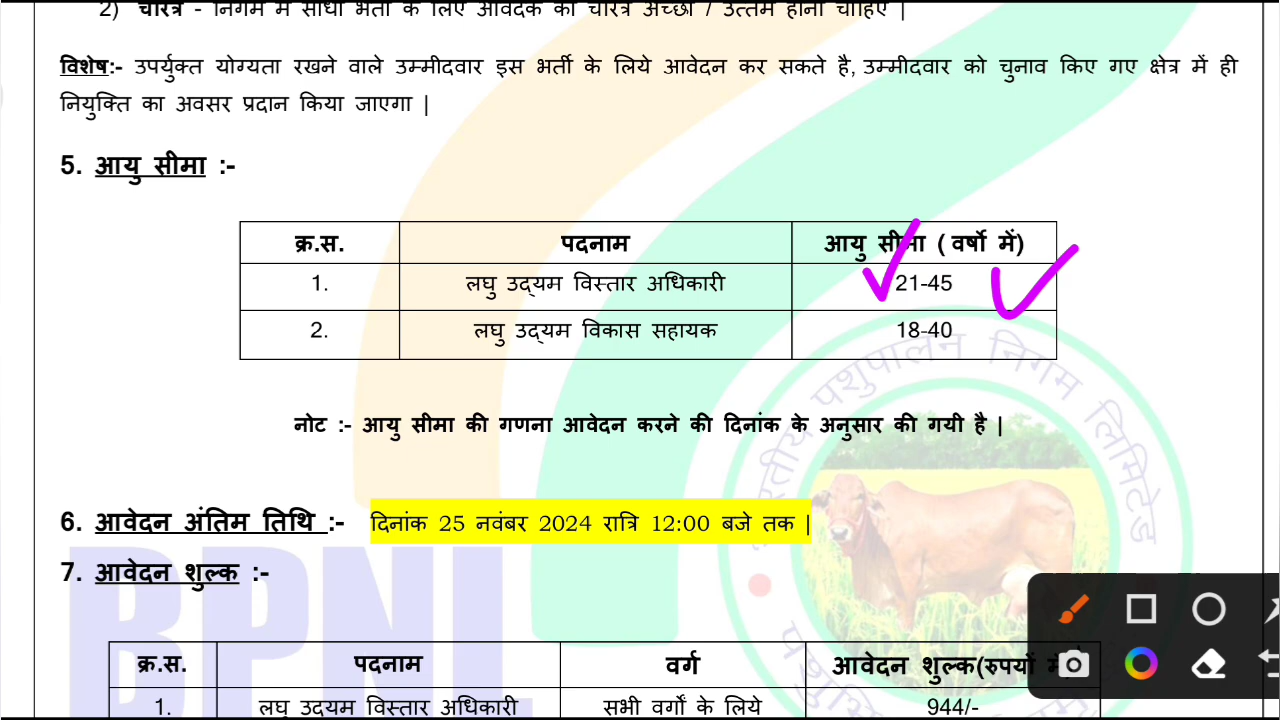 2) चरित्र - निगम में सीधी भर्ती के लिए आवेदक का चरित्र अच्छा / उत्तम होना चाहिए |
विशेष:- उपर्युक्त योग्यता रखने वाले उम्मीदवार इस भर्ती के लिये आवेदन कर सकते है, उम्मीदवार को चुनाव किए गए क्षेत्र में ही
नियुक्ति का अवसर प्रदान किया जाएगा |
5. आयु सीमा :-
क्र.स. पदनाम आयु सीमा ( वर्षो में)
1. लघु उद्यम विस्तार अधिकारी 21-45
2. लघु उद्यम विकास सहायक 18-40
नोट :- आयु सीमा की गणना आवेदन करने की दिनांक के अनुसार की गयी है |
6. आवेदन अंतिम तिथि :- दिनांक 25 नवंबर 2024 रात्रि 12:00 बजे तक |
7. आवेदन शुल्क :-
क्र.स. पदनाम वर्ग आवेदन शुल्क(रुपयों में)
1. लघु उद्यम विस्तार अधिकारी सभी वर्गों के लिये 944/-
BPNL
भारतीय पशुपालन निगम लिमिटेड